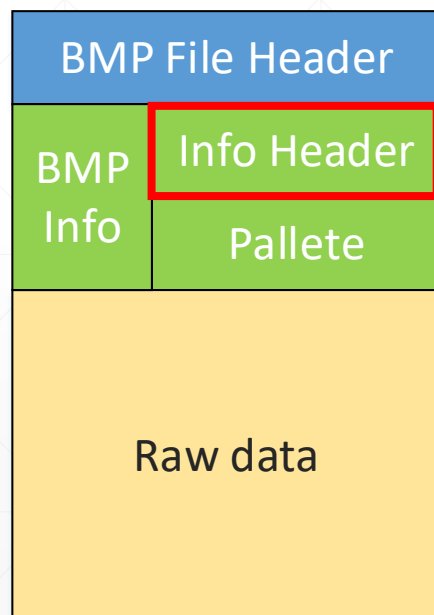 BMP File Header
BMP
Info
Info Header
Pallete
Raw data